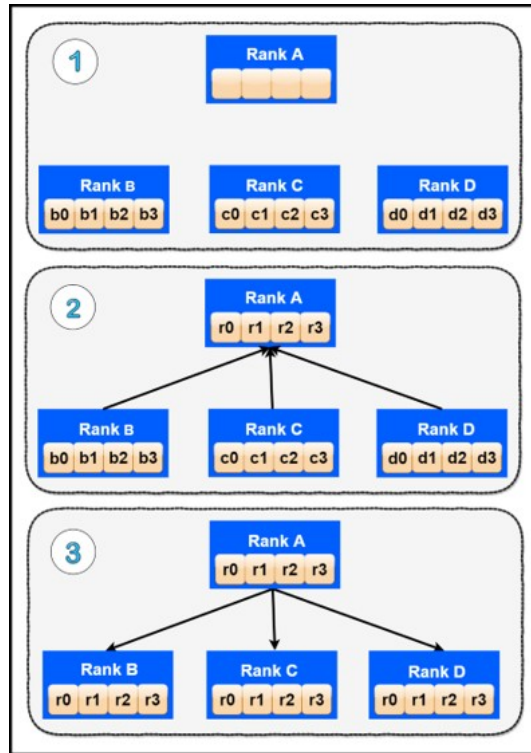 1
Rank A
Rank B Rank C Rank D
b0 b1 b2 b3 c0 c1 c2 c3 d0 d1 d2 d3
2
Rank A
r0 r1 r2 r3
Rank B Rank C Rank D
b0 b1 b2 b3 c0 c1 c2 c3 d0 d1 d2 d3
3
Rank A
r0 r1 r2 r3
Rank B Rank C Rank D
r0 r1 r2 r3 r0 r1 r2 r3 r0 r1 r2 r3